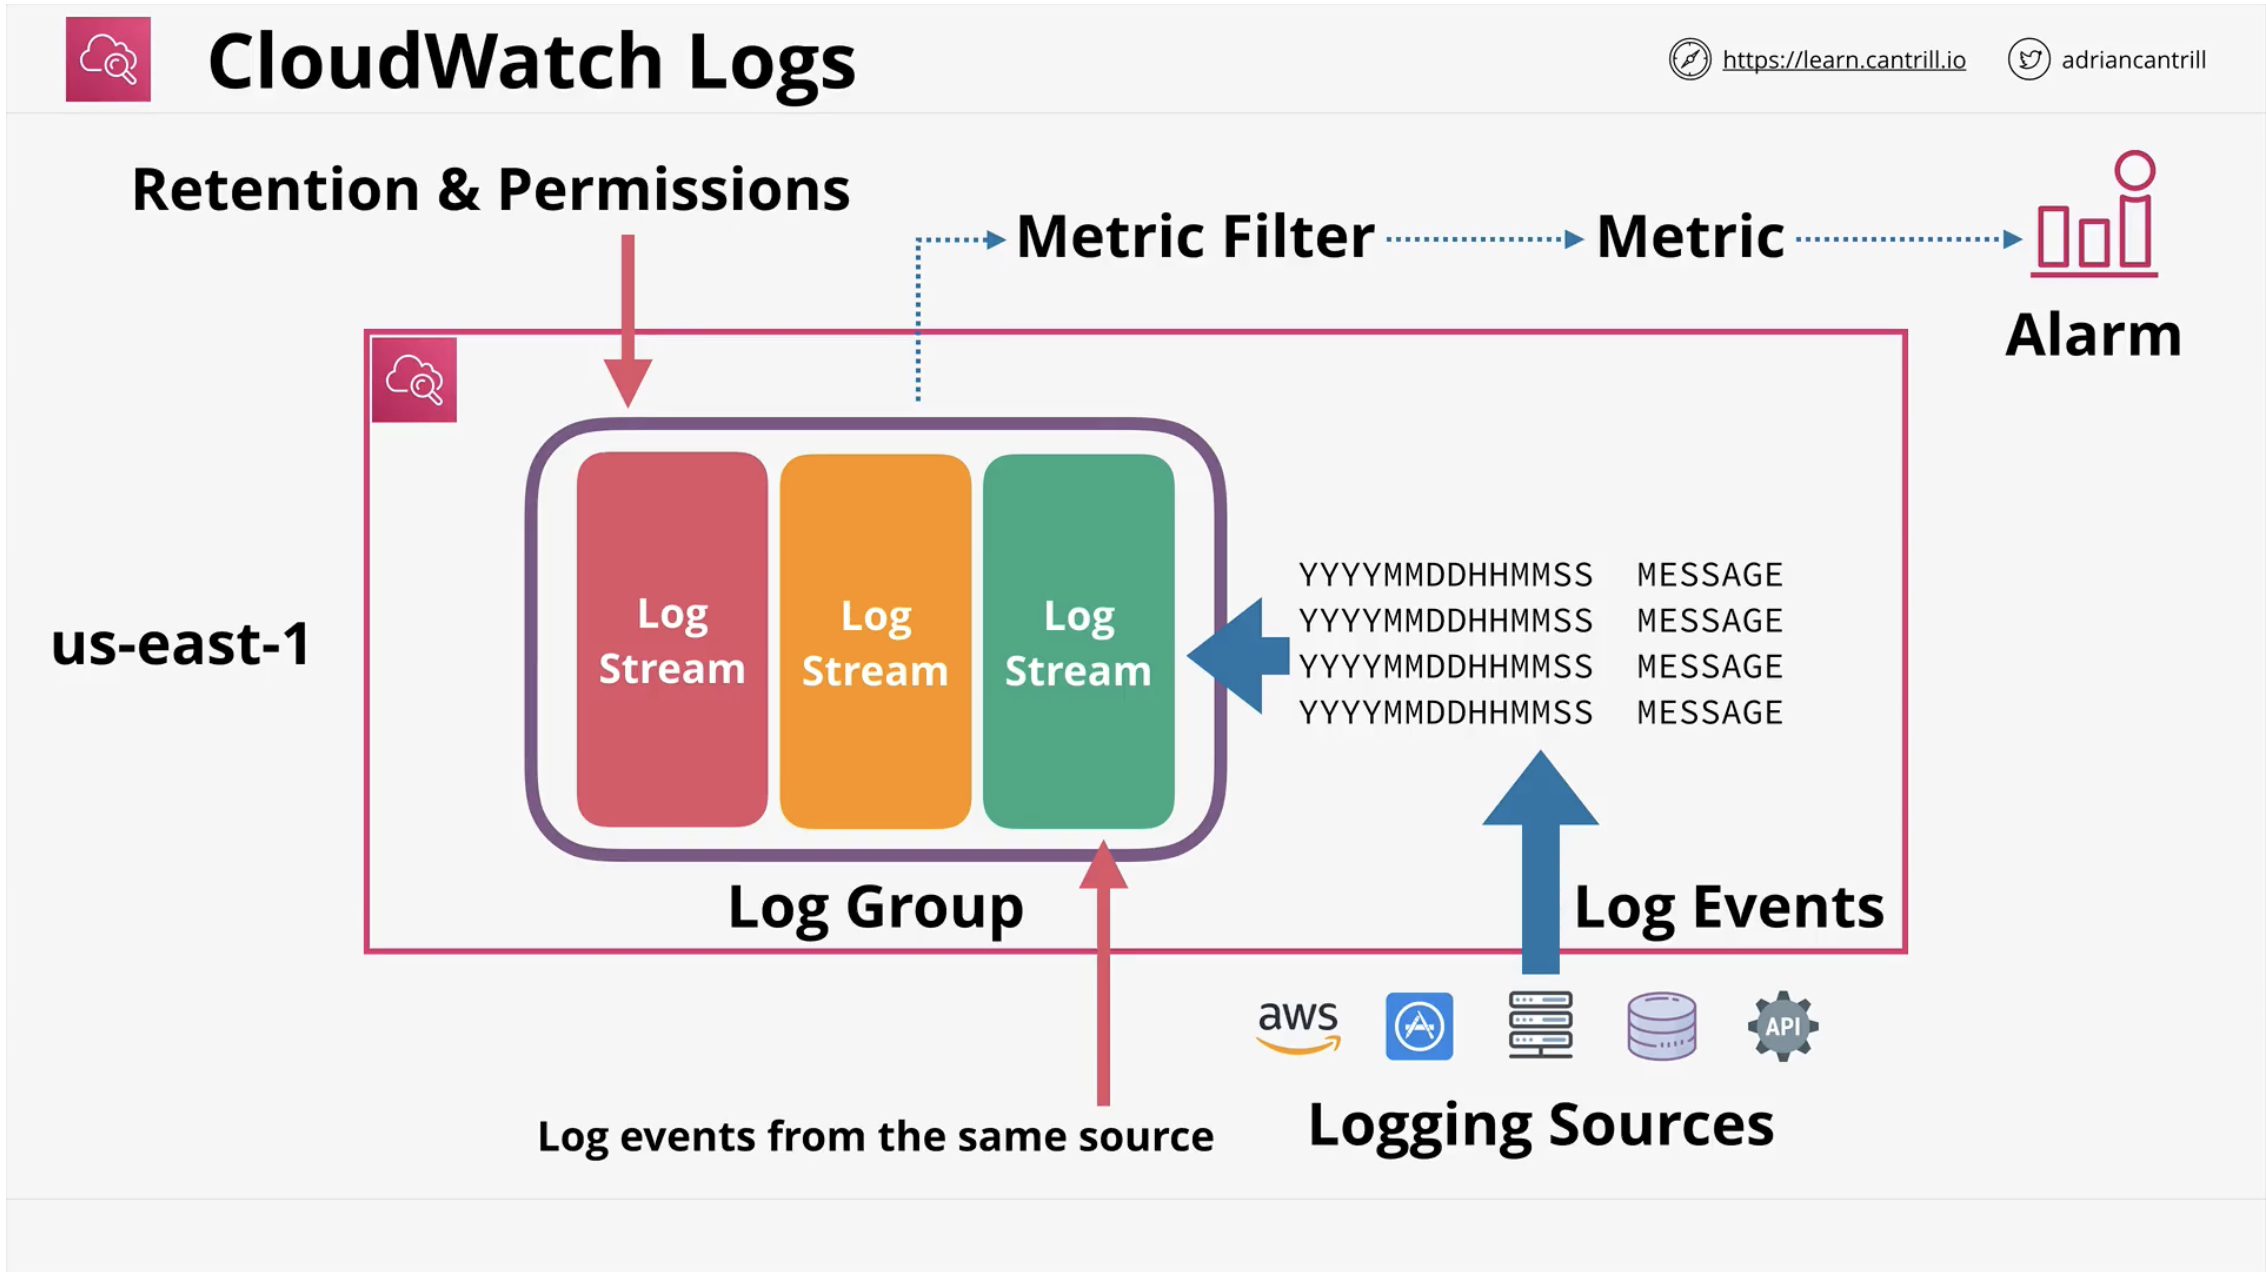 CloudWatch Logs
https://learn.cantrill.io
adriancantrill
Retention & Permissions
Metric Filter
Metric
Alarm
us-east-1
Log
Stream
Log
Stream
Log
Stream
YYYYMMDDHHMMSS MESSAGE
YYYYMMDDHHMMSS MESSAGE
YYYYMMDDHHMMSS MESSAGE
YYYYMMDDHHMMSS MESSAGE
Log Group
Log Events
aws
API
Log events from the same source
Logging Sources